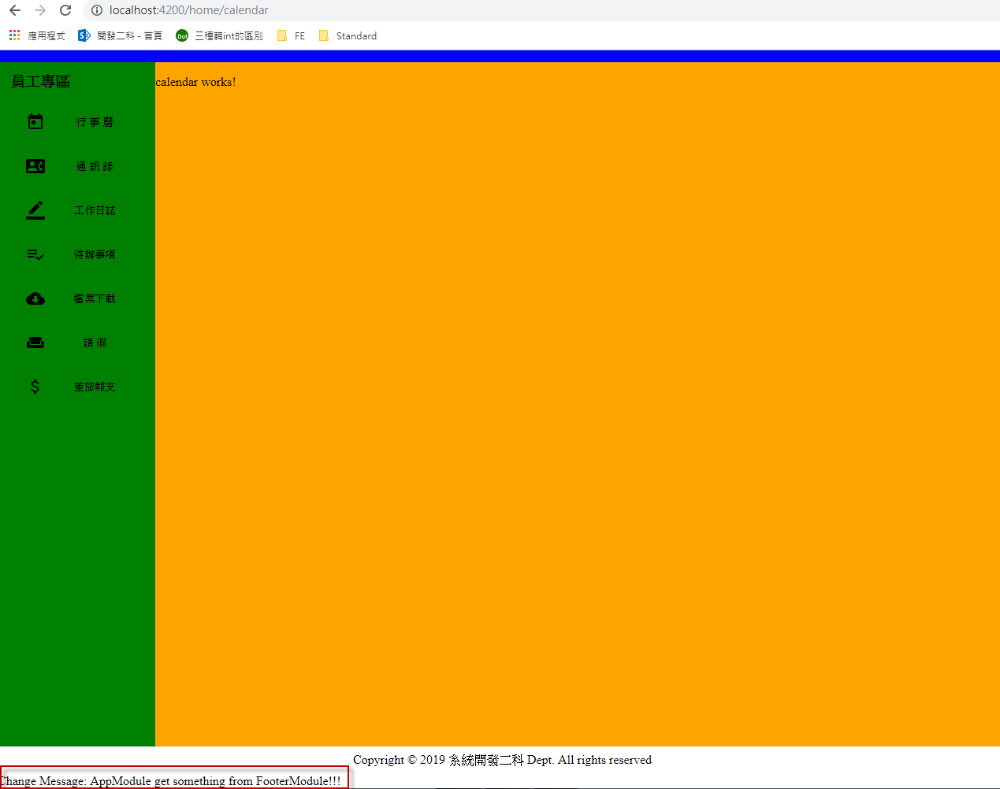 localhost:4200/home/calendar
應用程式 開發二科 - 首頁 Dot 三種轉int的區別 FE Standard
員工專區
calendar works!
行 事 曆
通 訊 錄
工作日誌
待辦事項
檔案下載
請 假
差旅報支
Copyright © 2019 系統開發二科 Dept. All rights reserved
Change Message: AppModule get something from FooterModule!!!